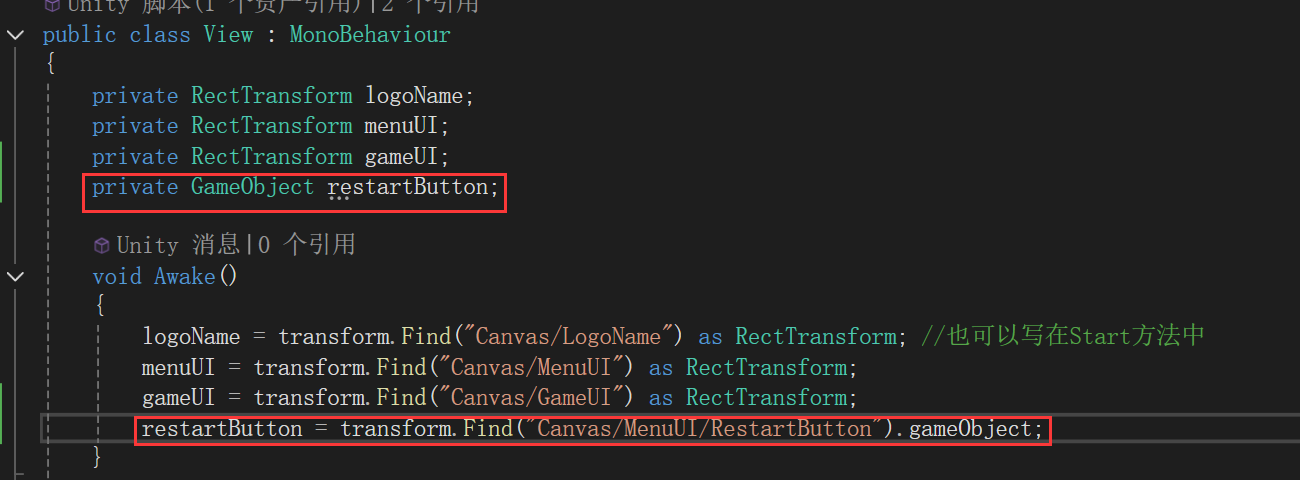 Unity 脚本(1 个资产引用)|2 个引用
public class View : MonoBehaviour
{
private RectTransform logoName;
private RectTransform menuUI;
private RectTransform gameUI;
private GameObject restartButton;
Unity 消息|0 个引用
void Awake()
{
logoName = transform.Find("Canvas/LogoName") as RectTransform; //也可以写在Start方法中
menuUI = transform.Find("Canvas/MenuUI") as RectTransform;
gameUI = transform.Find("Canvas/GameUI") as RectTransform;
restartButton = transform.Find("Canvas/MenuUI/RestartButton").gameObject;
}